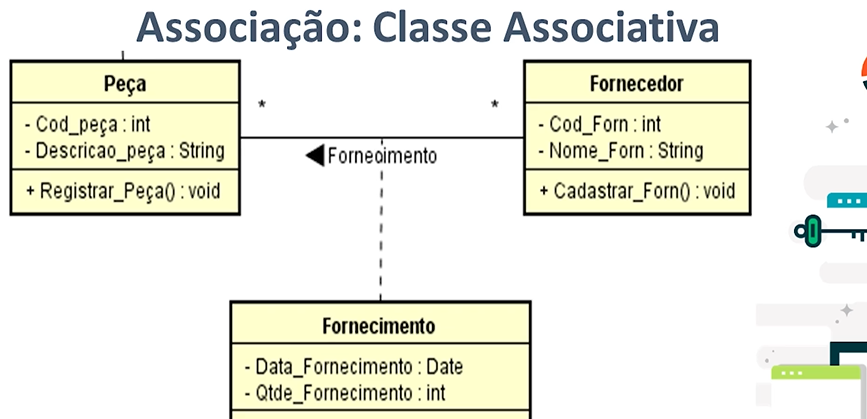 Associação: Classe Associativa
Peça
- Cod_peça : int
- Descricao_peça : String
+ Registrar_Peça() : void
*
*
Fornecimento
Fornecedor
- Cod_Forn : int
- Nome_Forn : String
+ Cadastrar_Forn() : void
Fornecimento
- Data_Fornecimento : Date
- Qtde_Fornecimento : int